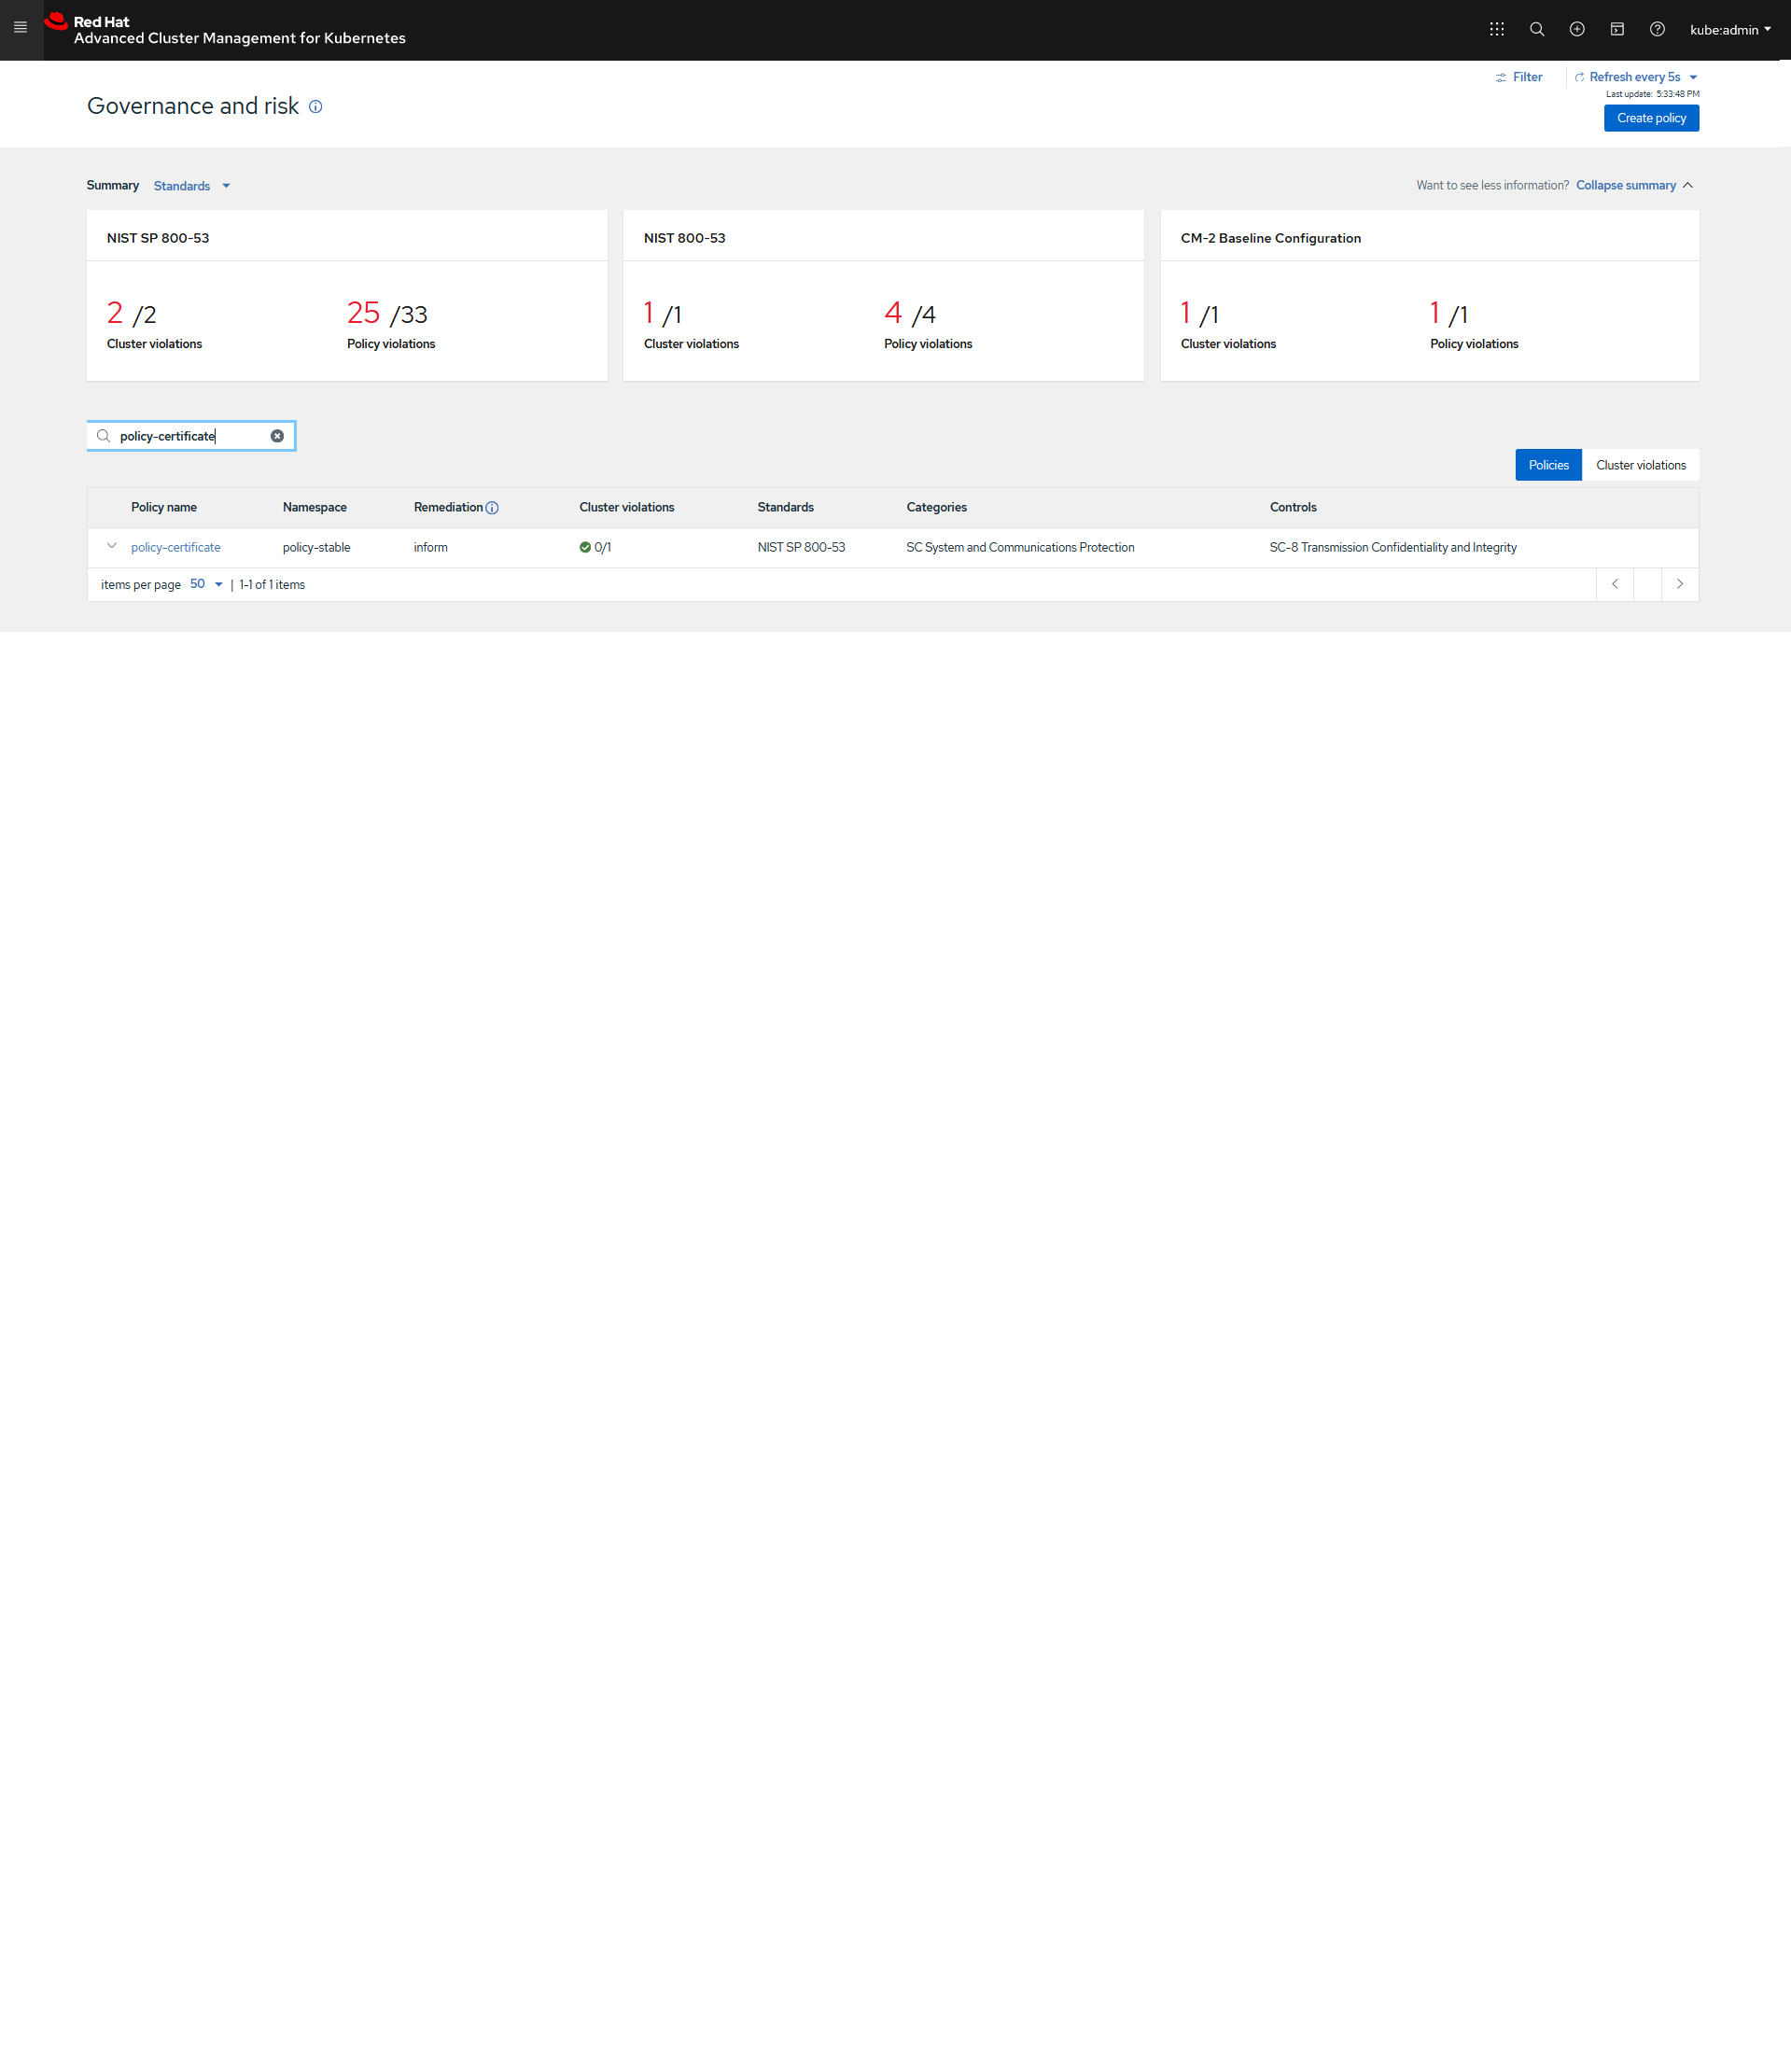 Red Hat
Advanced Cluster Management for Kubernetes
kube:admin
Filter
Refresh every 5s
Last update: 5:33:48 PM
Governance and risk
Create policy
Summary Standards
Want to see less information? Collapse summary
NIST SP 800-53
2 /2
Cluster violations
25 /33
Policy violations
NIST 800-53
1 /1
Cluster violations
4 /4
Policy violations
CM-2 Baseline Configuration
1 /1
Cluster violations
1 /1
Policy violations
policy-certificate
Policies Cluster violations
Policy name Namespace Remediation Cluster violations Standards Categories Controls
policy-certificate policy-stable inform 0/1 NIST SP 800-53 SC System and Communications Protection SC-8 Transmission Confidentiality and Integrity
items per page 50 | 1-1 of 1 items